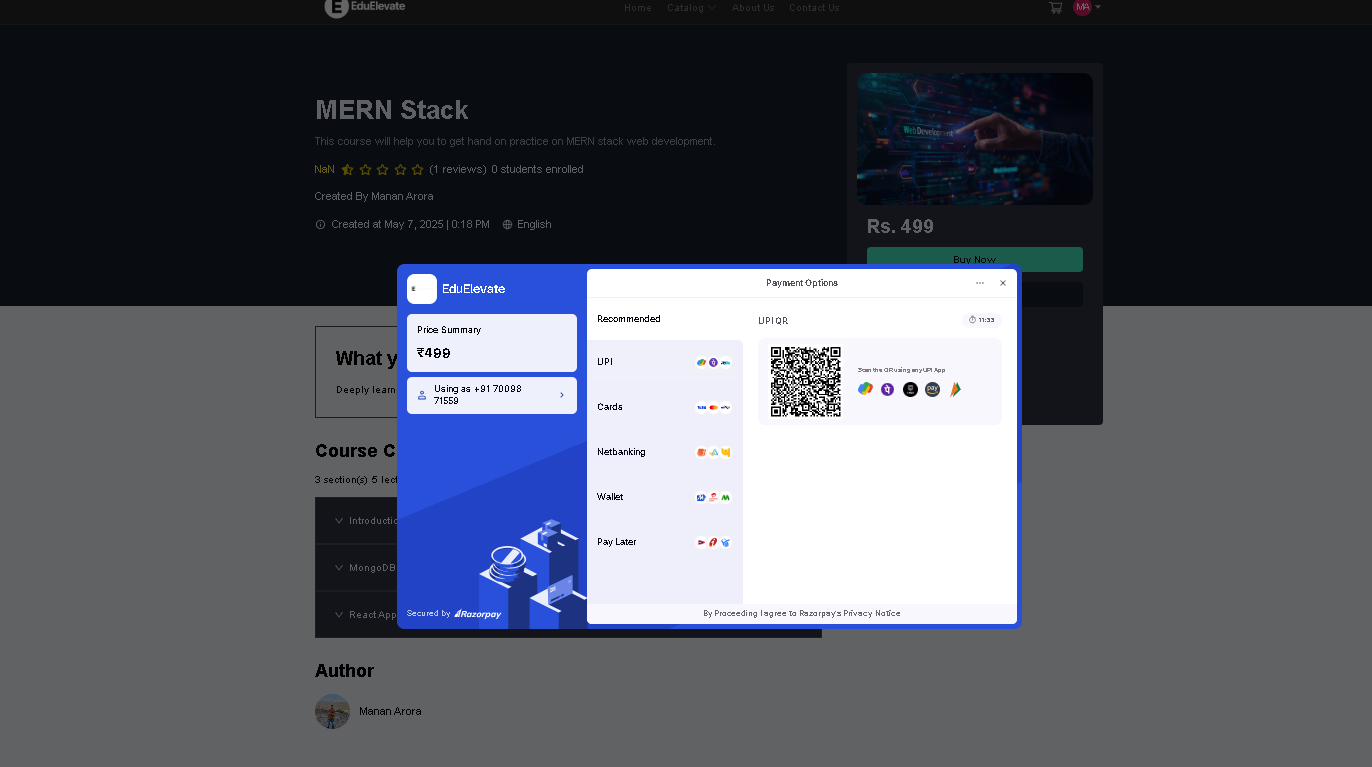 E EduElevate
Home Catalog About Us Contact Us
MA
MERN Stack
This course will help you to get hand on practice on MERN stack web development.
NaN (1 reviews) 0 students enrolled
Created By Manan Arora
Created at May 7, 2025 | 0:18 PM English
Web Development
Rs. 499
Buy Now
E
EduElevate
Price Summary
₹499
Using as +91 70098
71559
Secured by Razorpay
Payment Options
Recommended
UPI
Cards
Netbanking
Wallet
Pay Later
UPI QR
11:33
Scan the QR using any UPI App
pay
By Proceeding I agree to Razorpay's Privacy Notice
What y
Deeply learn
Course C
3 section(s) 5 lect
Introductio
MongoDB
React App
Author
Manan Arora